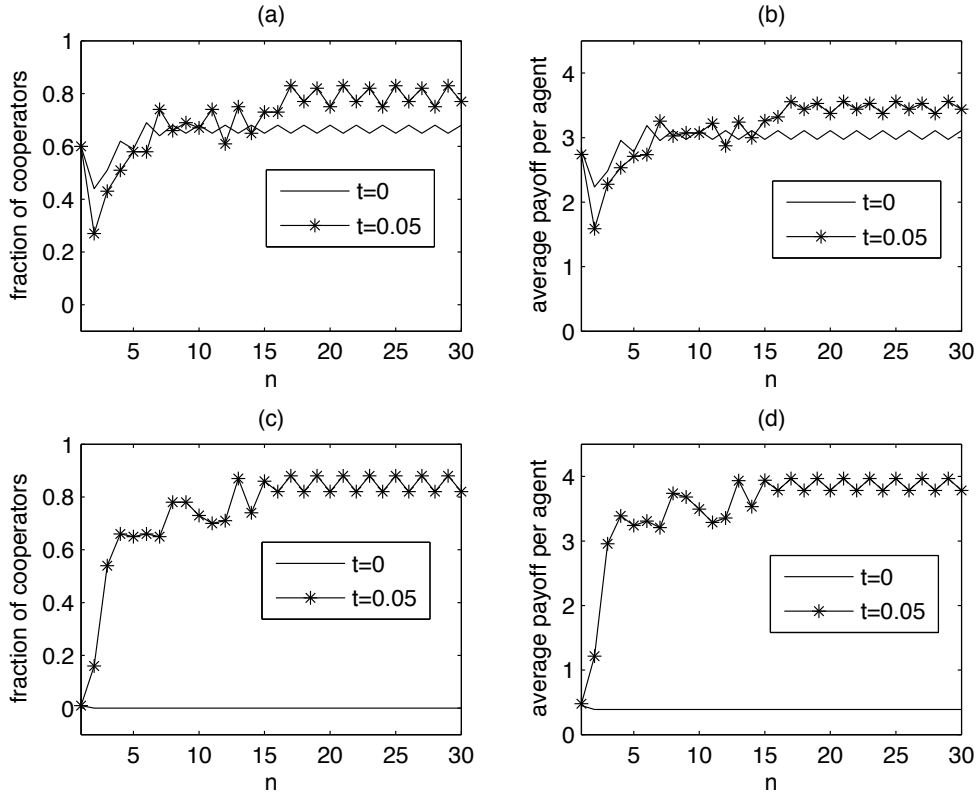 (a)
1
0.8
0.6
0.4
0.2
0
fraction of cooperators
t=0
t=0.05
5 10 15 20 25 30
n
(b)
4
3
2
1
0
average payoff per agent
t=0
t=0.05
5 10 15 20 25 30
n
(c)
1
0.8
0.6
0.4
0.2
0
fraction of cooperators
t=0
t=0.05
5 10 15 20 25 30
n
(d)
5
4
3
2
1
0
average payoff per agent
t=0
t=0.05
5 10 15 20 25 30
n